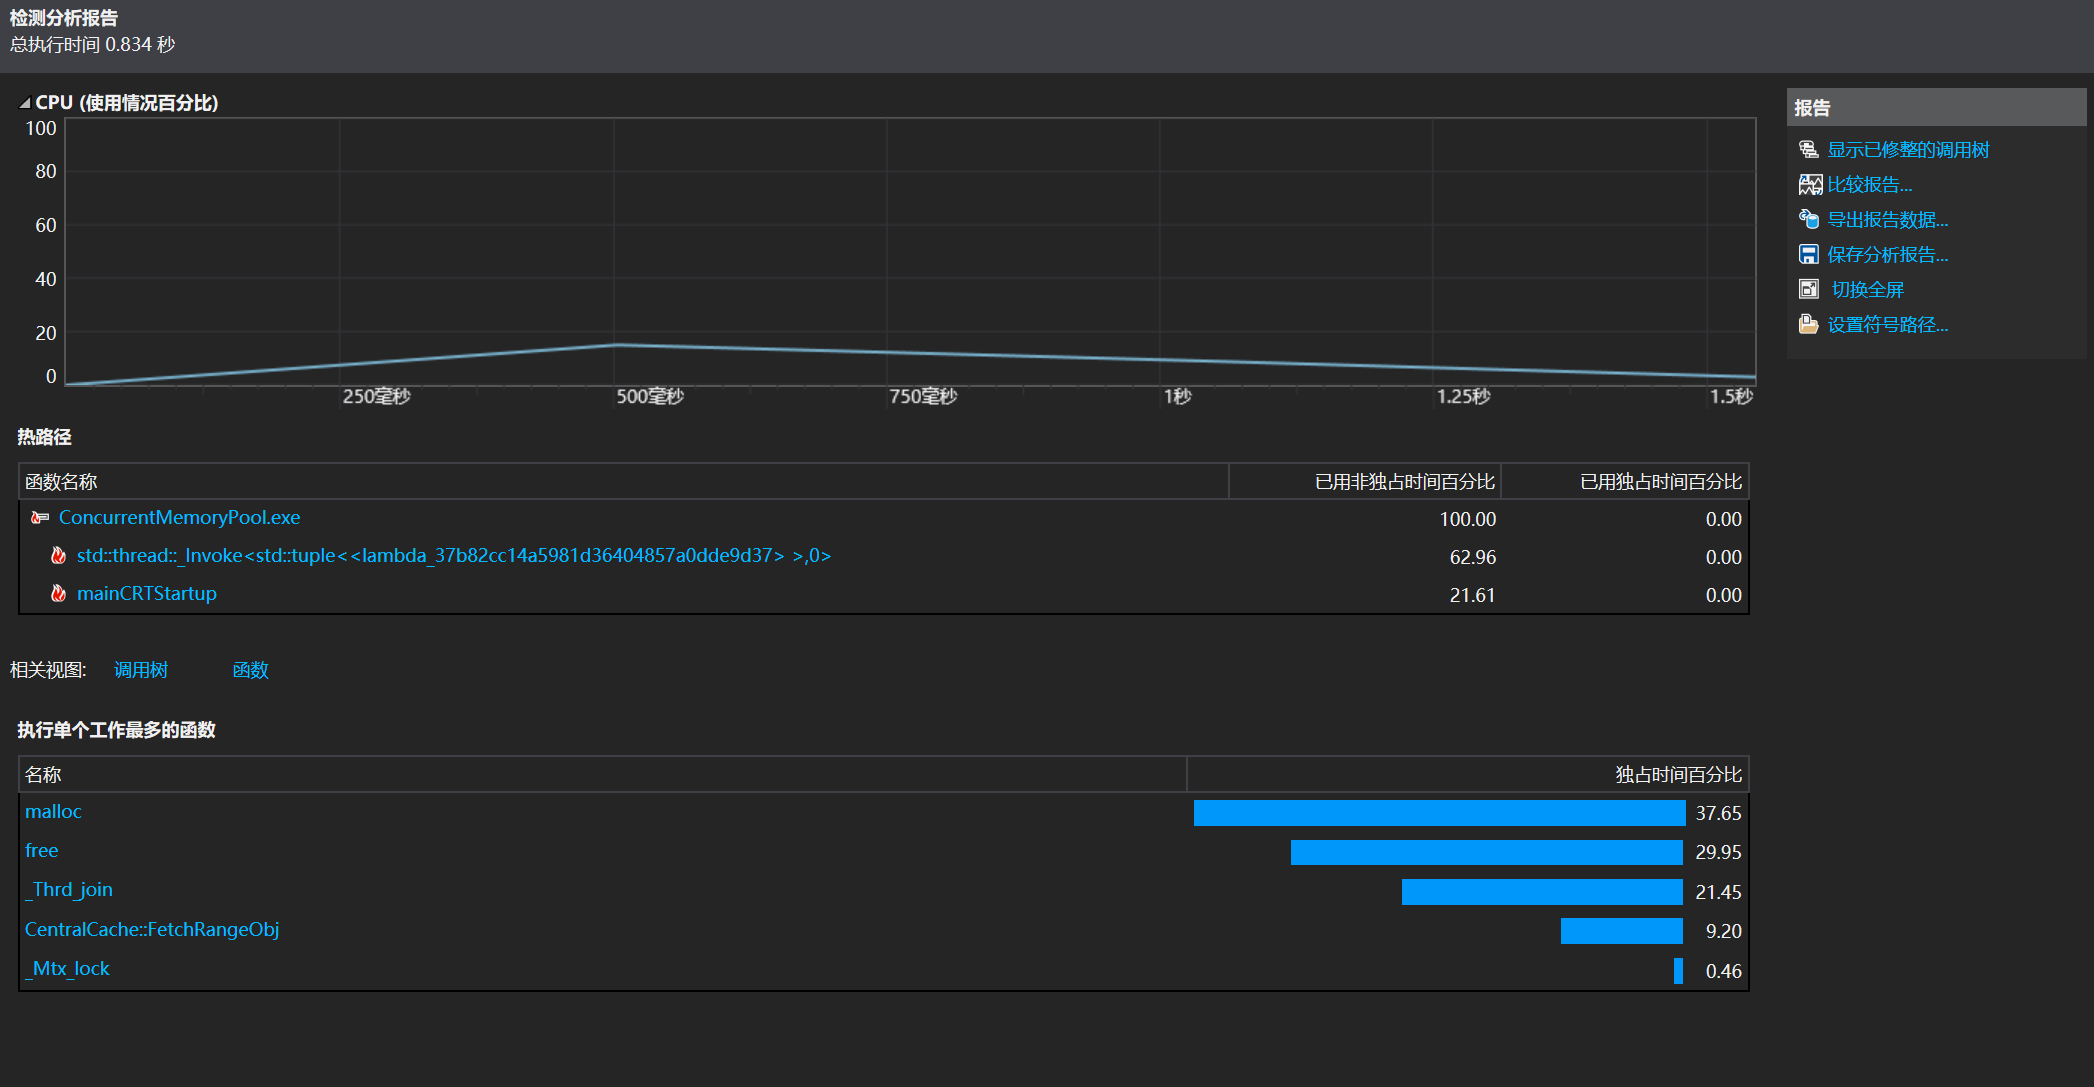 检测分析报告
总执行时间 0.834 秒
CPU (使用情况百分比)
100
80
60
40
20
0
250毫秒
500毫秒
750毫秒
1秒
1.25秒
1.5秒
报告
显示已修整的调用树
比较报告...
导出报告数据...
保存分析报告...
切换全屏
设置符号路径...
热路径
函数名称 已用非独占时间百分比 已用独占时间百分比
ConcurrentMemoryPool.exe 100.00 0.00
std::thread::_Invoke<std::tuple<<lambda_37b82cc14a5981d36404857a0dde9d37> >,0> 62.96 0.00
mainCRTStartup 21.61 0.00
相关视图: 调用树 函数
执行单个工作最多的函数
名称 独占时间百分比
malloc 37.65
free 29.95
_Thrd_join 21.45
CentralCache::FetchRangeObj 9.20
_Mtx_lock 0.46